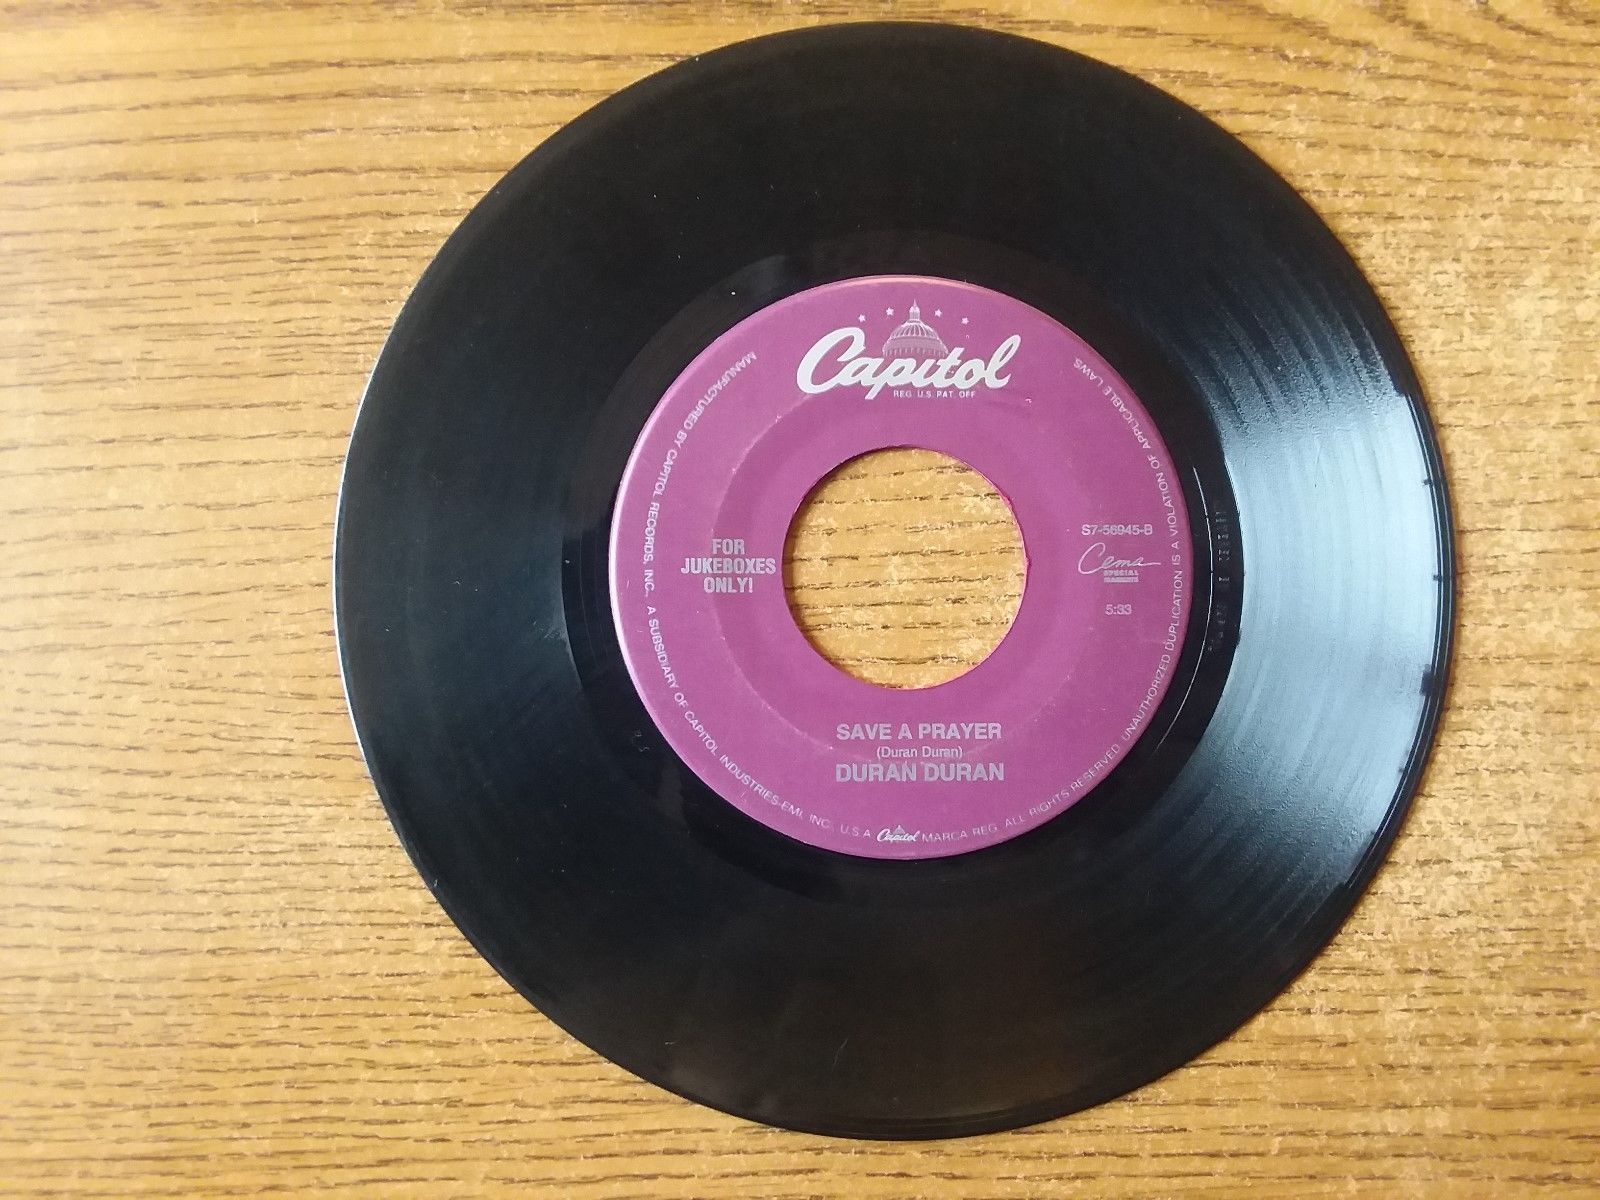 Capitol
REG. U.S. PAT. OFF.
FOR
JUKEBOXES
ONLY!
S7-56945-B
Cema
SPECIAL
MARKETS
5:33
SAVE A PRAYER
(Duran Duran)
DURAN DURAN
MANUFACTURED BY CAPITOL RECORDS, INC., A SUBSIDIARY OF CAPITOL INDUSTRIES-EMI, INC., U.S.A. Capitol MARCA REG. ALL RIGHTS RESERVED. UNAUTHORIZED DUPLICATION IS A VIOLATION OF APPLICABLE LAWS.